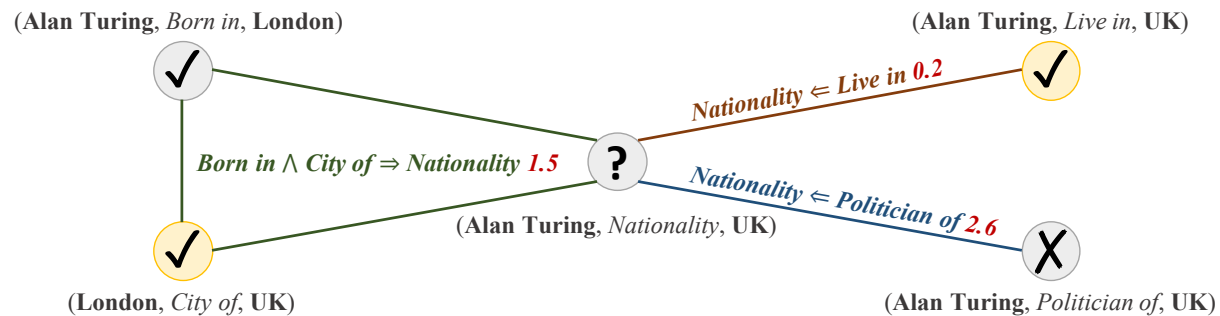 (Alan Turing, Born in, London)
(Alan Turing, Live in, UK)
Nationality ⇐ Live in 0.2
Born in ∧ City of ⇒ Nationality 1.5
?
Nationality ⇐ Politician of 2.6
(Alan Turing, Nationality, UK)
(London, City of, UK)
(Alan Turing, Politician of, UK)